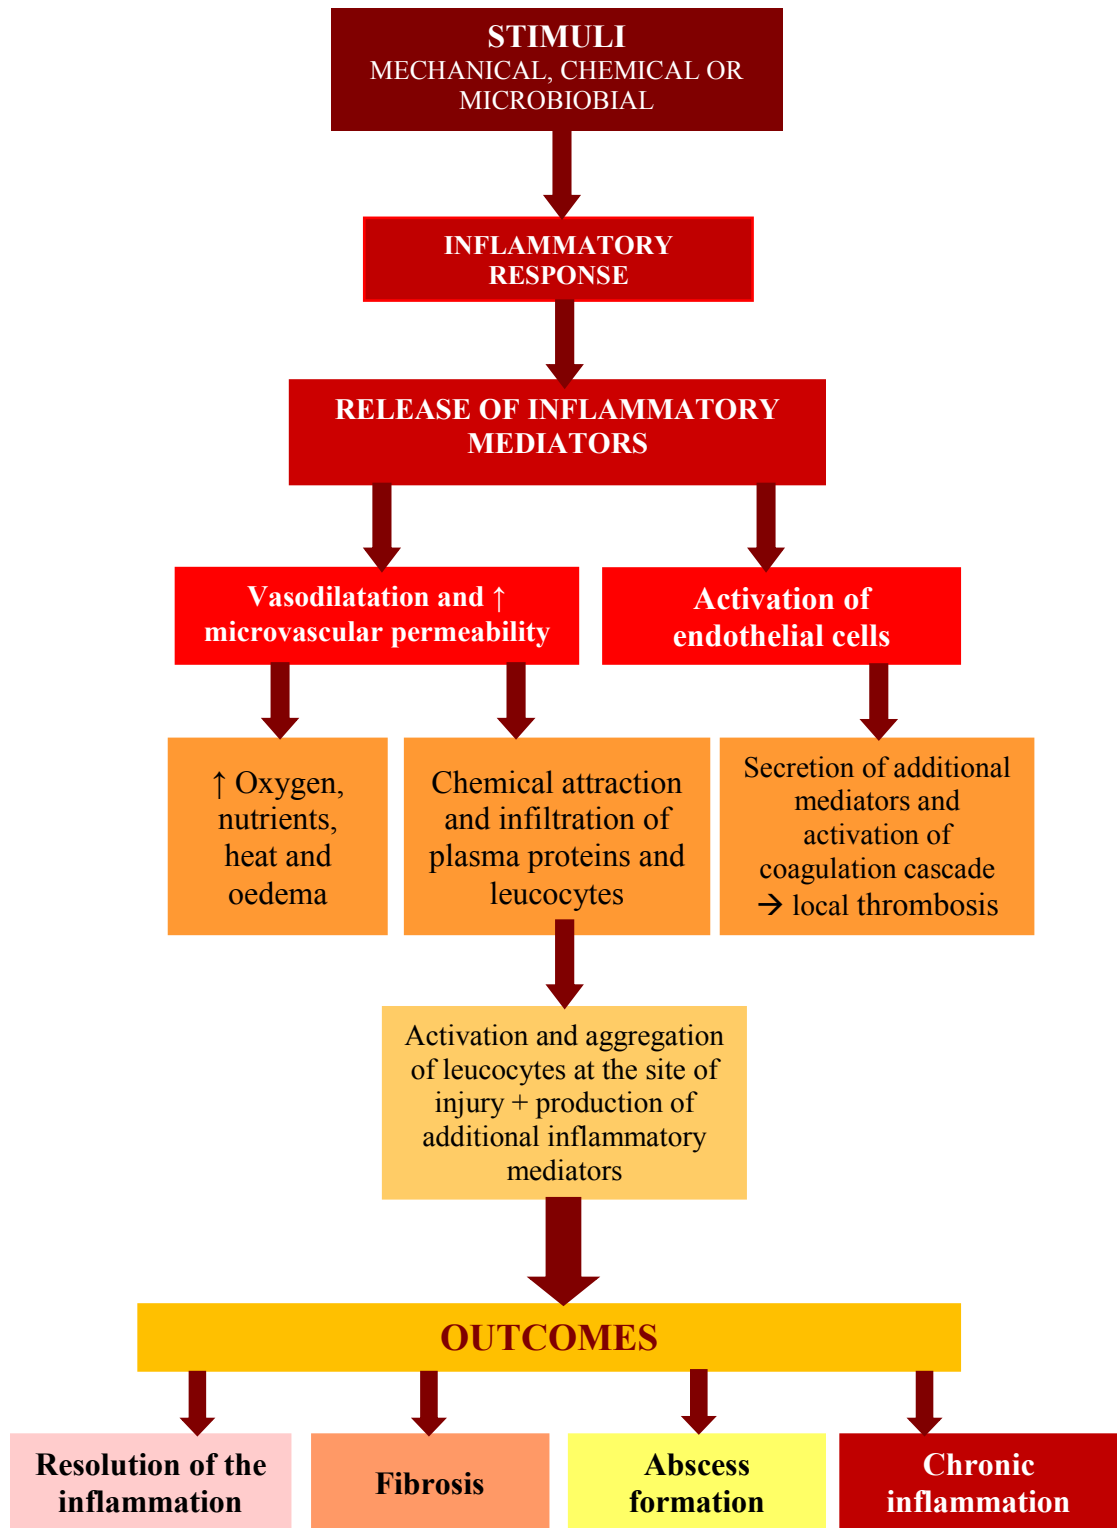 STIMULI
MECHANICAL, CHEMICAL OR
MICROBIOBIAL
INFLAMMATORY
RESPONSE
RELEASE OF INFLAMMATORY
MEDIATORS
Vasodilatation and ↑
microvascular permeability
Activation of
endothelial cells
↑ Oxygen,
nutrients,
heat and
oedema
Chemical attraction
and infiltration of
plasma proteins and
leucocytes
Secretion of additional
mediators and
activation of
coagulation cascade
→ local thrombosis
Activation and aggregation
of leucocytes at the site of
injury + production of
additional inflammatory
mediators
OUTCOMES
Resolution of the
inflammation
Fibrosis
Abscess
formation
Chronic
inflammation